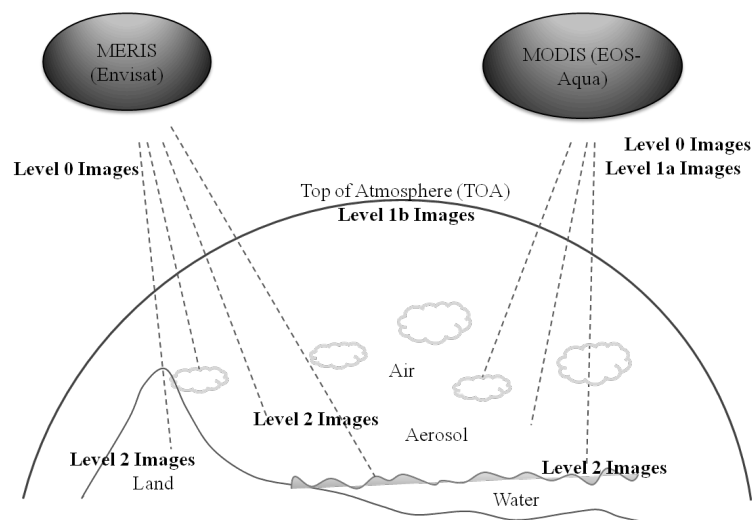 MERIS
(Envisat)
MODIS (EOS-
Aqua)
Level 0 Images
Level 0 Images
Level 1a Images
Top of Atmosphere (TOA)
Level 1b Images
Air
Level 2 Images
Aerosol
Level 2 Images
Land
Level 2 Images
Water